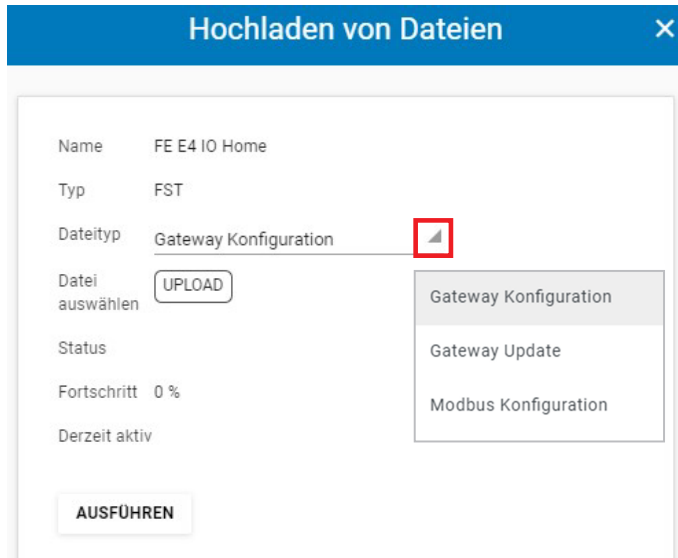 Hochladen von Dateien ×
Name FE E4 IO Home
Typ FST
Dateityp Gateway Konfiguration
Datei auswählen UPLOAD
Status
Fortschritt 0 %
Derzeit aktiv
AUSFÜHREN
Gateway Konfiguration
Gateway Update
Modbus Konfiguration